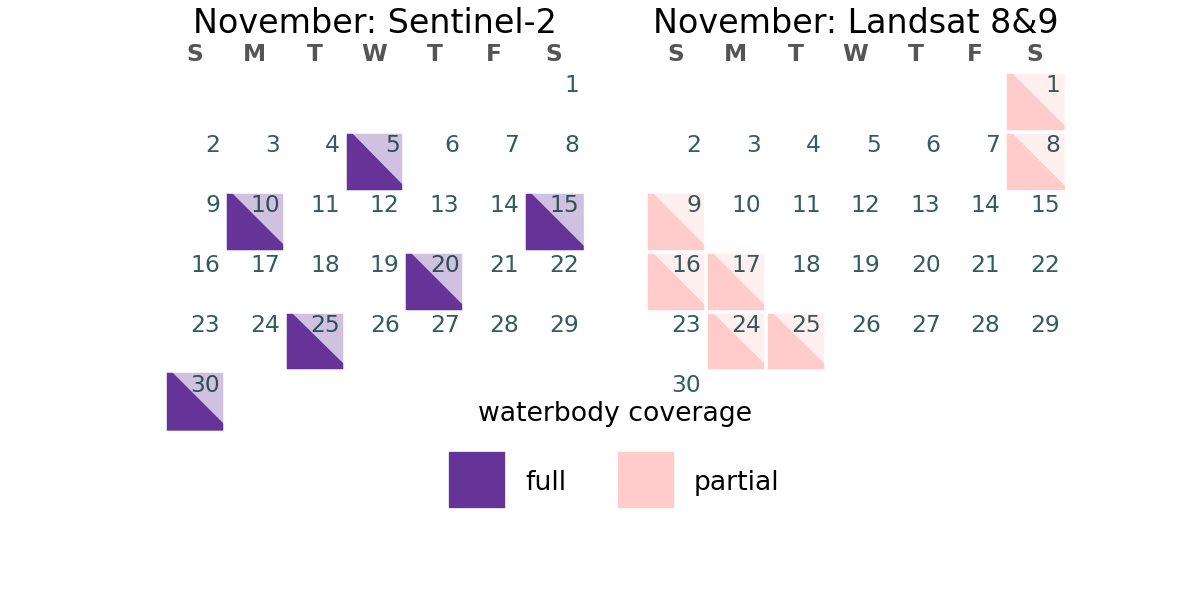 November: Sentinel-2
S M T W T F S
1
2 3 4 5 6 7 8
9 10 11 12 13 14 15
16 17 18 19 20 21 22
23 24 25 26 27 28 29
30
November: Landsat 8&9
S M T W T F S
1
2 3 4 5 6 7 8
9 10 11 12 13 14 15
16 17 18 19 20 21 22
23 24 25 26 27 28 29
30
waterbody coverage
full partial